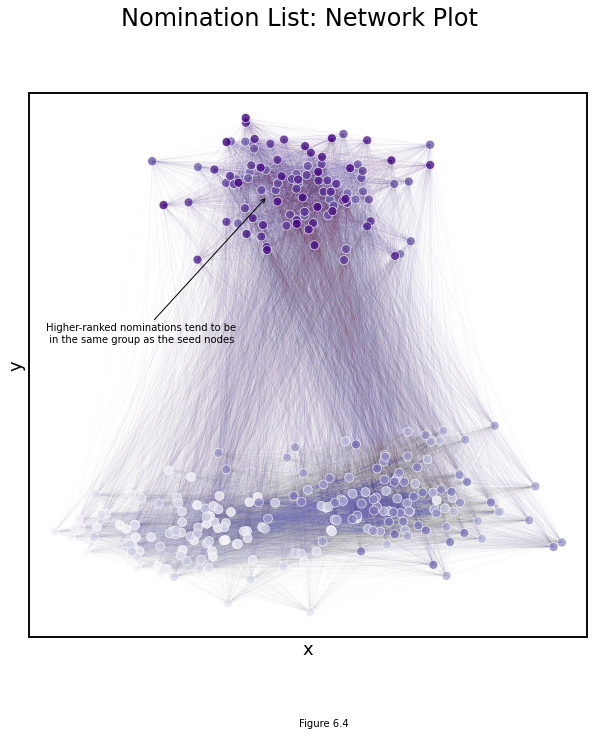 Nomination List: Network Plot
Higher-ranked nominations tend to be
in the same group as the seed nodes
y
x
Figure 6.4